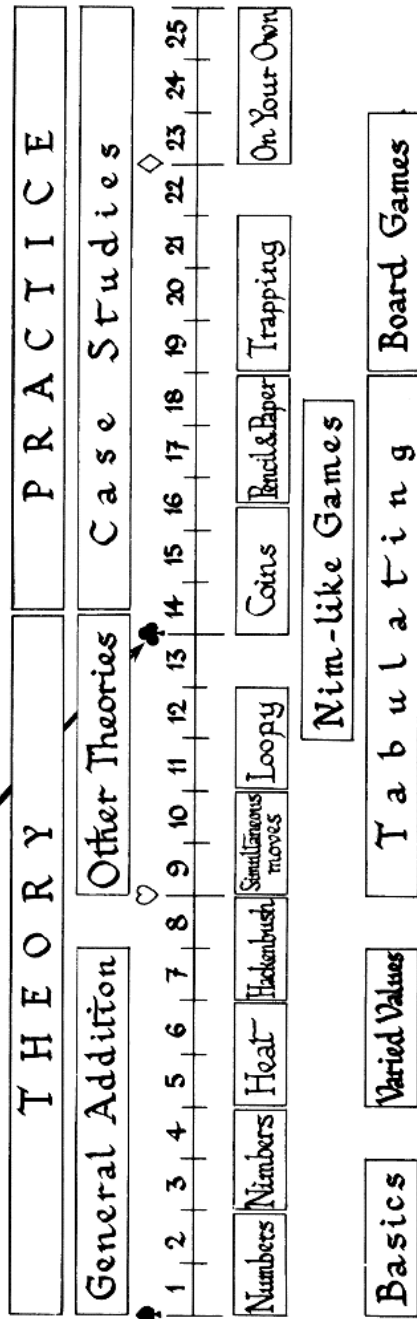 THEORY PRACTICE
General Addition Other Theories Case Studies
1 2 3 4 5 6 7 8 9 10 11 12 13 14 15 16 17 18 19 20 21 22 23 24 25
Numbers Nimbers Heat Hackenbush Simultaneous
moves Loopy Coins Pencil & Paper Trapping On Your Own
Nim-like Games
Basics Varied Values Tabulating Board Games